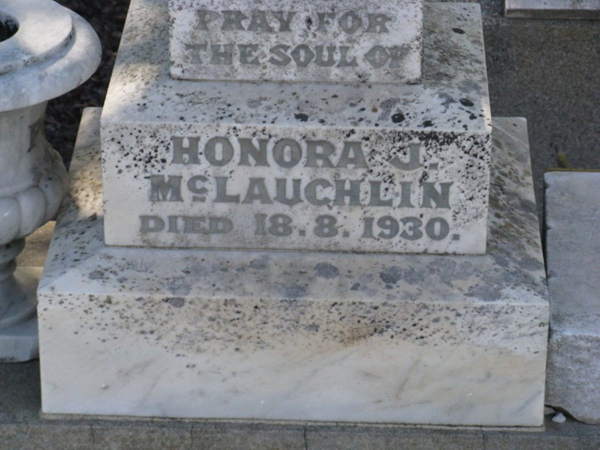 PRAY FOR
THE SOUL OF
HONORA J.
McLAUCHLIN
DIED 18.8.1930.